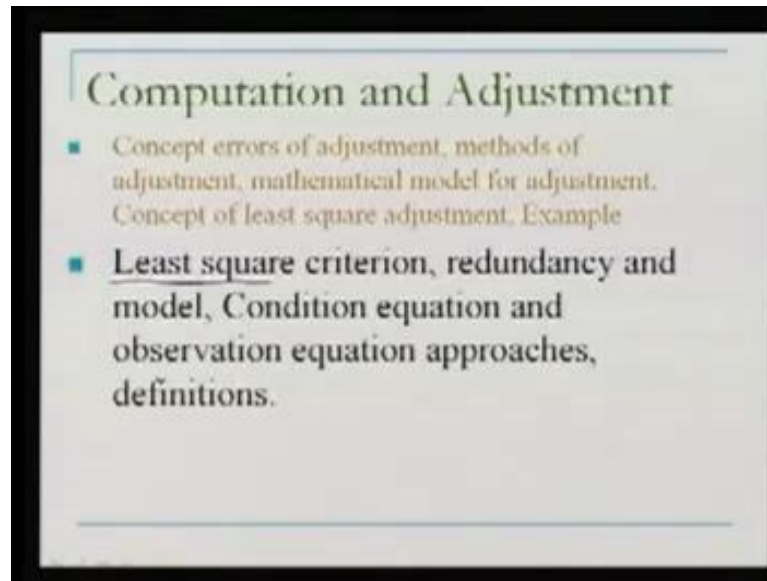 Computation and Adjustment
Concept errors of adjustment, methods of
adjustment, mathematical model for adjustment.
Concept of least square adjustment. Example
Least square criterion, redundancy and
model, Condition equation and
observation equation approaches,
definitions.